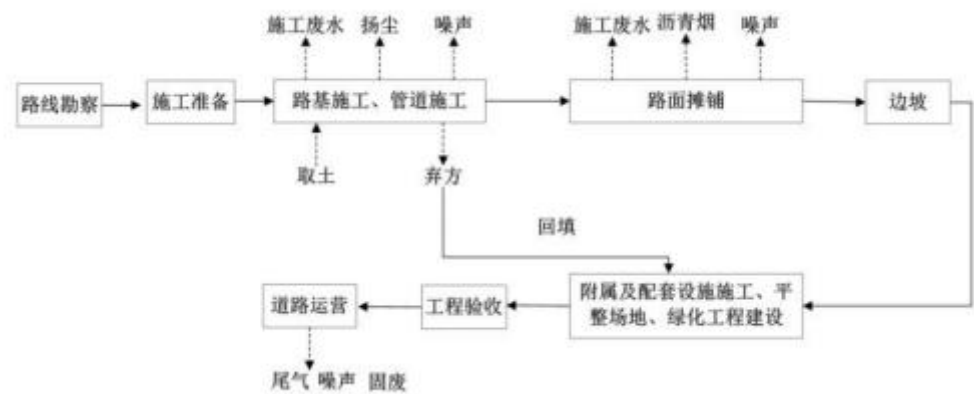 施工废水 扬尘 噪声
施工废水 沥青烟 噪声
路线勘察
施工准备
路基施工、管道施工
路面摊铺
边坡
取土
弃方
回填
附属及配套设施施工、平
整场地、绿化工程建设
工程验收
道路运营
尾气 噪声 固废